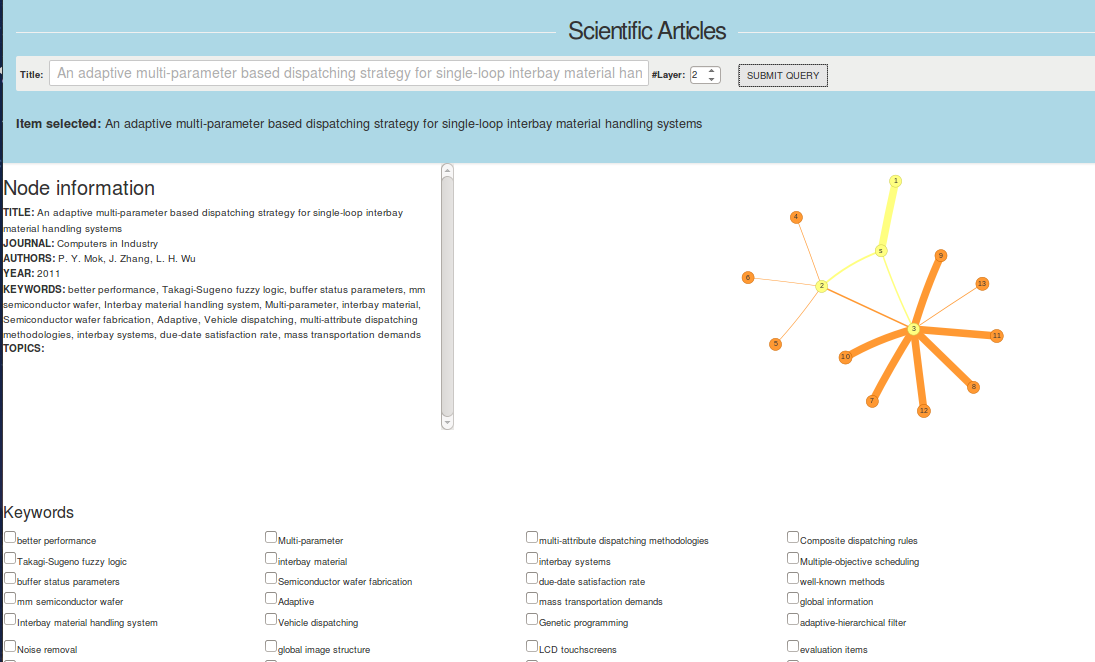 Scientific Articles
Title: An adaptive multi-parameter based dispatching strategy for single-loop interbay material han #Layer: 2 SUBMIT QUERY
Item selected: An adaptive multi-parameter based dispatching strategy for single-loop interbay material handling systems
Node information
TITLE: An adaptive multi-parameter based dispatching strategy for single-loop interbay
material handling systems
JOURNAL: Computers in Industry
AUTHORS: P. Y. Mok, J. Zhang, L. H. Wu
YEAR: 2011
KEYWORDS: better performance, Takagi-Sugeno fuzzy logic, buffer status parameters, mm
semiconductor wafer, Interbay material handling system, Multi-parameter, interbay material,
Semiconductor wafer fabrication, Adaptive, Vehicle dispatching, multi-attribute dispatching
methodologies, interbay systems, due-date satisfaction rate, mass transportation demands
TOPICS:
1
4
s
9
6
2
13
3
11
5
10
8
7
12
Keywords
better performance Multi-parameter multi-attribute dispatching methodologies Composite dispatching rules
Takagi-Sugeno fuzzy logic interbay material interbay systems Multiple-objective scheduling
buffer status parameters Semiconductor wafer fabrication due-date satisfaction rate well-known methods
mm semiconductor wafer Adaptive mass transportation demands global information
Interbay material handling system Vehicle dispatching Genetic programming adaptive-hierarchical filter
Noise removal global image structure LCD touchscreens evaluation items